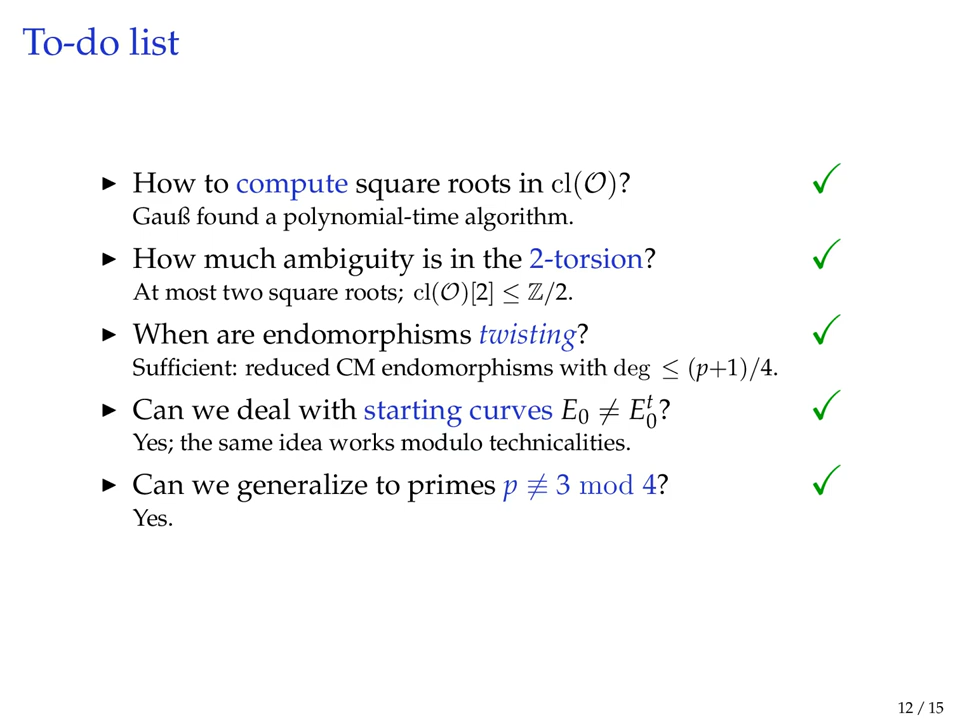 To-do list
▶ How to compute square roots in cl(𝒪)? ✓
Gauß found a polynomial-time algorithm.
▶ How much ambiguity is in the 2-torsion? ✓
At most two square roots; cl(𝒪)[2] ≤ ℤ/2.
▶ When are endomorphisms twisting? ✓
Sufficient: reduced CM endomorphisms with deg ≤ (p+1)/4.
▶ Can we deal with starting curves E₀ ≠ E₀ᵗ? ✓
Yes; the same idea works modulo technicalities.
▶ Can we generalize to primes p ≢ 3 mod 4? ✓
Yes.
12 / 15